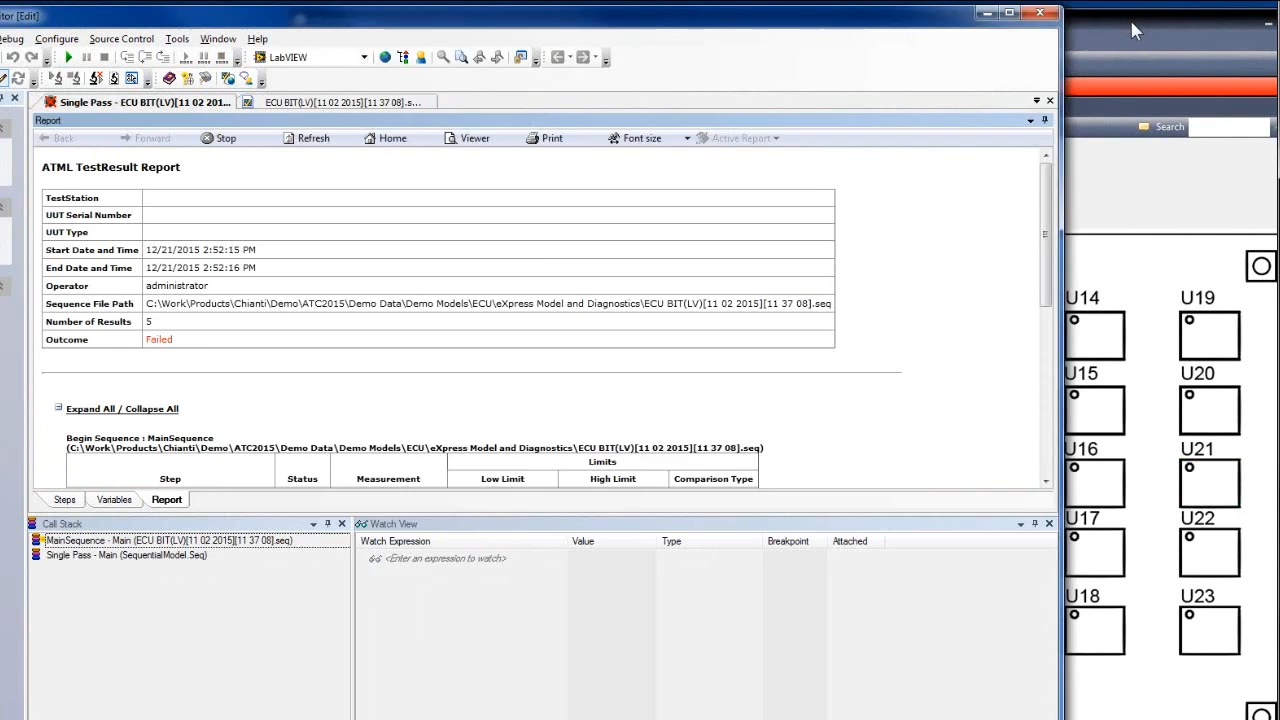 tor [Edit]
ebug Configure Source Control Tools Window Help
LabVIEW
Single Pass - ECU BIT(LV)[11 02 201... ECU BIT(LV)[11 02 2015][11 37 08].s...
Report
Back Forward Stop Refresh Home Viewer Print Font size Active Report
Search
ATML TestResult Report
TestStation
UUT Serial Number
UUT Type
Start Date and Time 12/21/2015 2:52:15 PM
End Date and Time 12/21/2015 2:52:16 PM
Operator administrator
Sequence File Path C:\Work\Products\Chianti\Demo\ATC2015\Demo Data\Demo Models\ECU\eXpress Model and Diagnostics\ECU BIT(LV)[11 02 2015][11 37 08].seq
Number of Results 5
Outcome Failed
Expand All / Collapse All
Begin Sequence : MainSequence
(C:\Work\Products\Chianti\Demo\ATC2015\Demo Data\Demo Models\ECU\eXpress Model and Diagnostics\ECU BIT(LV)[11 02 2015][11 37 08].seq)
Limits
Step Status Measurement Low Limit High Limit Comparison Type
Steps Variables Report
Call Stack
MainSequence - Main (ECU BIT(LV)[11 02 2015][11 37 08].seq)
Single Pass - Main (SequentialModel.Seq)
Watch View
Watch Expression Value Type Breakpoint Attached
<Enter an expression to watch>
U14 U19
U15 U20
U16 U21
U17 U22
U18 U23